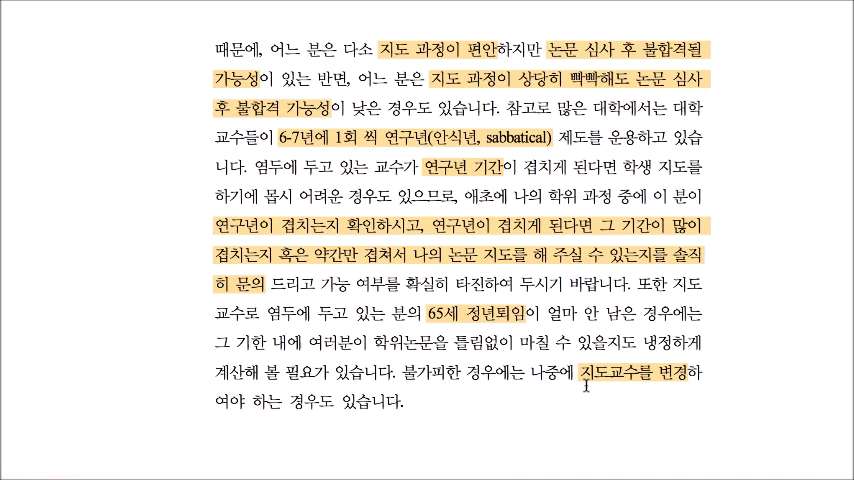 때문에, 어느 분은 다소 지도 과정이 편안하지만 논문 심사 후 불합격될
가능성이 있는 반면, 어느 분은 지도 과정이 상당히 빡빡해도 논문 심사
후 불합격 가능성이 낮은 경우도 있습니다. 참고로 많은 대학에서는 대학
교수들이 6-7년에 1회 씩 연구년(안식년, sabbatical) 제도를 운용하고 있습
니다. 염두에 두고 있는 교수가 연구년 기간이 겹치게 된다면 학생 지도를
하기에 몹시 어려운 경우도 있으므로, 애초에 나의 학위 과정 중에 이 분이
연구년이 겹치는지 확인하시고, 연구년이 겹치게 된다면 그 기간이 많이
겹치는지 혹은 약간만 겹쳐서 나의 논문 지도를 해 주실 수 있는지를 솔직
히 문의 드리고 가능 여부를 확실히 타진하여 두시기 바랍니다. 또한 지도
교수로 염두에 두고 있는 분의 65세 정년퇴임이 얼마 안 남은 경우에는
그 기한 내에 여러분이 학위논문을 틀림없이 마칠 수 있을지도 냉정하게
계산해 볼 필요가 있습니다. 불가피한 경우에는 나중에 지도교수를 변경하
여야 하는 경우도 있습니다.